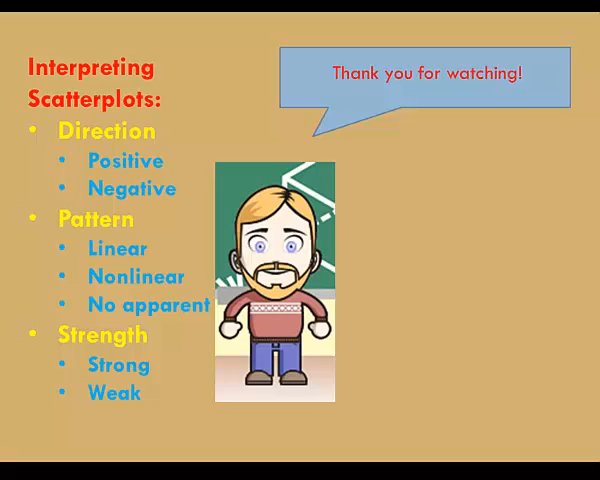 Interpreting
Scatterplots:
• Direction
• Positive
• Negative
• Pattern
• Linear
• Nonlinear
• No apparent
• Strength
• Strong
• Weak
Thank you for watching!